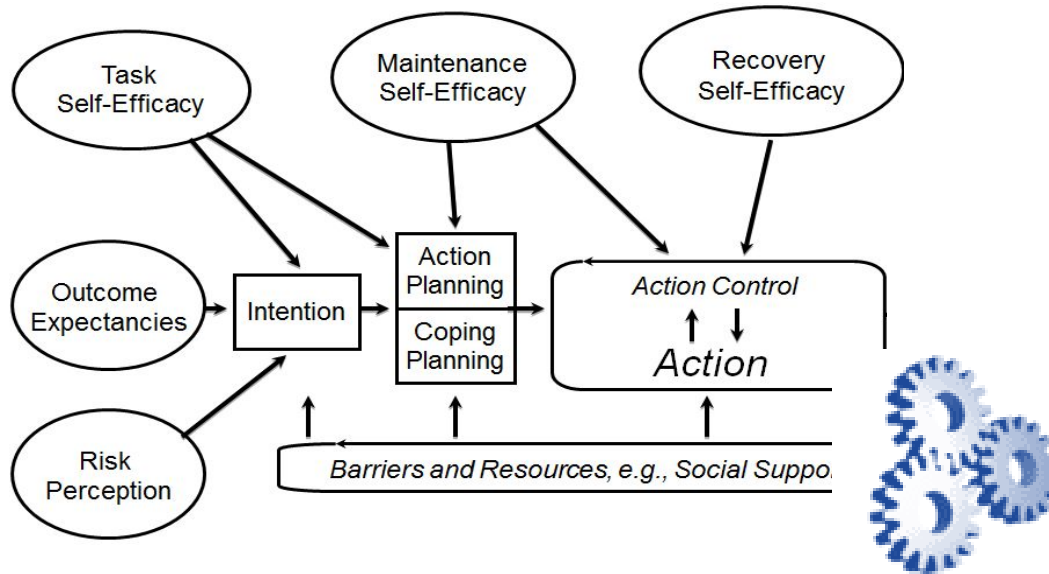 Task
Self-Efficacy
Maintenance
Self-Efficacy
Recovery
Self-Efficacy
Outcome
Expectancies
Intention
Action
Planning
Coping
Planning
Action Control
Action
Risk
Perception
Barriers and Resources, e.g., Social Suppor